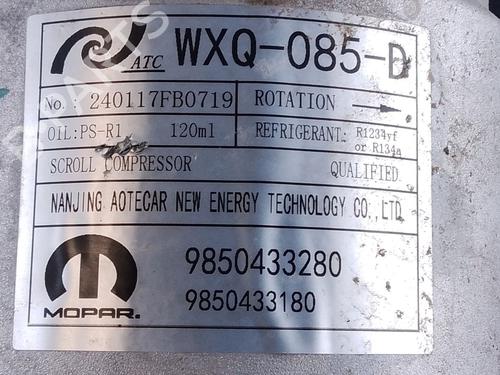 ATC WXQ-085-D
No.: 240117FB0719 ROTATION
OIL:PS-R1 120ml REFRIGERANT: R1234yf or R134a
SCROLL COMPRESSOR QUALIFIED
NANJING AOTECAR NEW ENERGY TECHNOLOGY CO.,LTD
9850433280
9850433180
MOPAR.